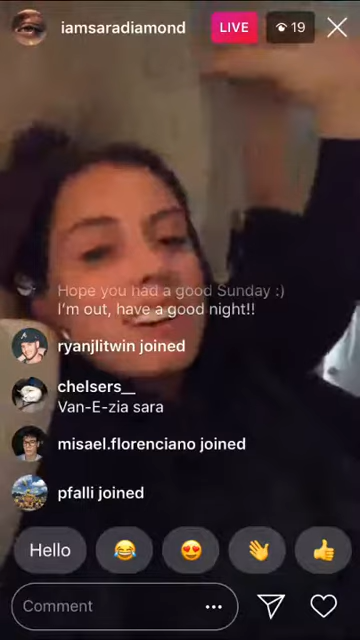 iamsaradiamond LIVE 19
Hope you had a good Sunday :)
I'm out, have a good night!!
ryanjlitwin joined
chelsers__
Van-E-zia sara
misael.florenciano joined
pfalli joined
Hello
Comment